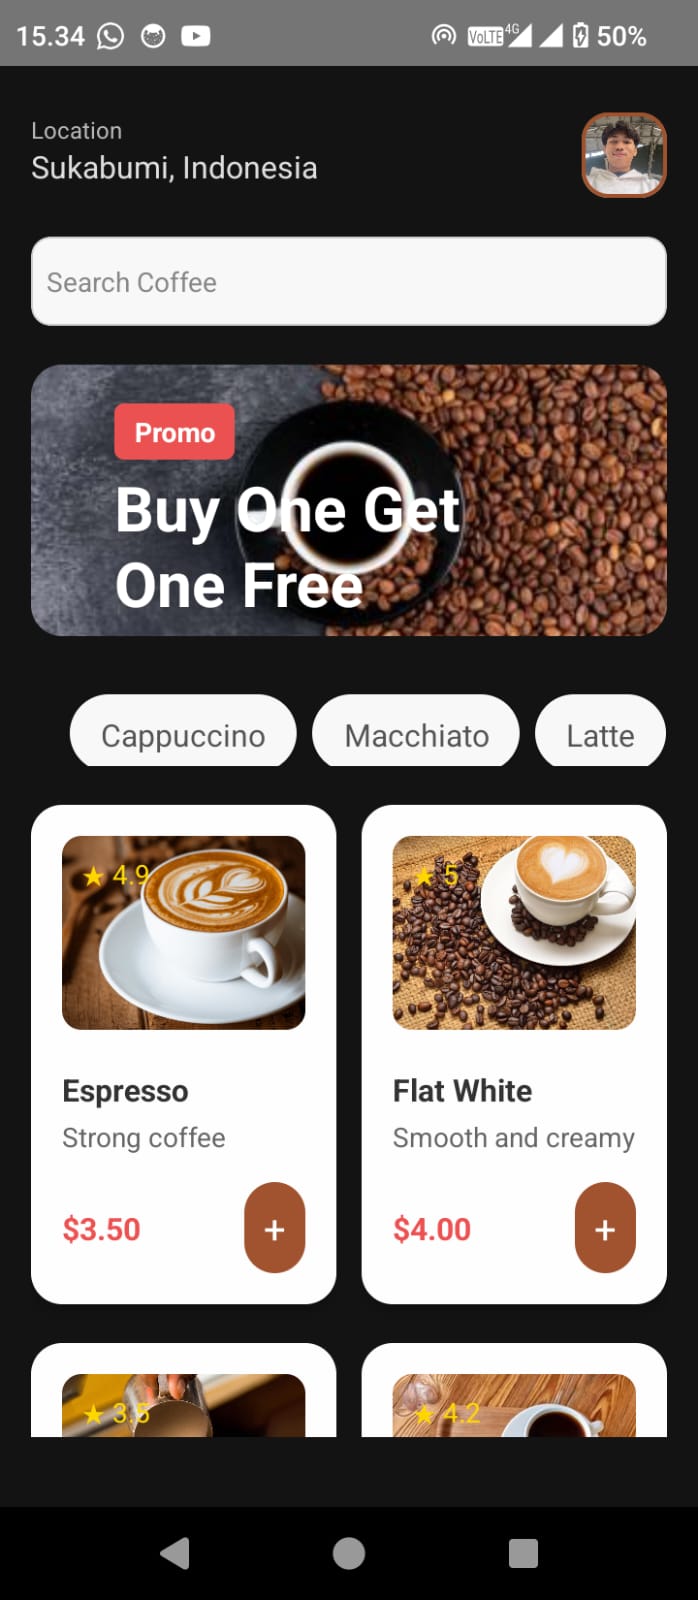 15.34 VoLTE 4G 50%
Location
Sukabumi, Indonesia
Search Coffee
Promo
Buy One Get
One Free
Cappuccino Macchiato Latte
★ 4.9 ★ 5
Espresso Flat White
Strong coffee Smooth and creamy
$3.50 + $4.00 +
★ 3.5 ★ 4.2